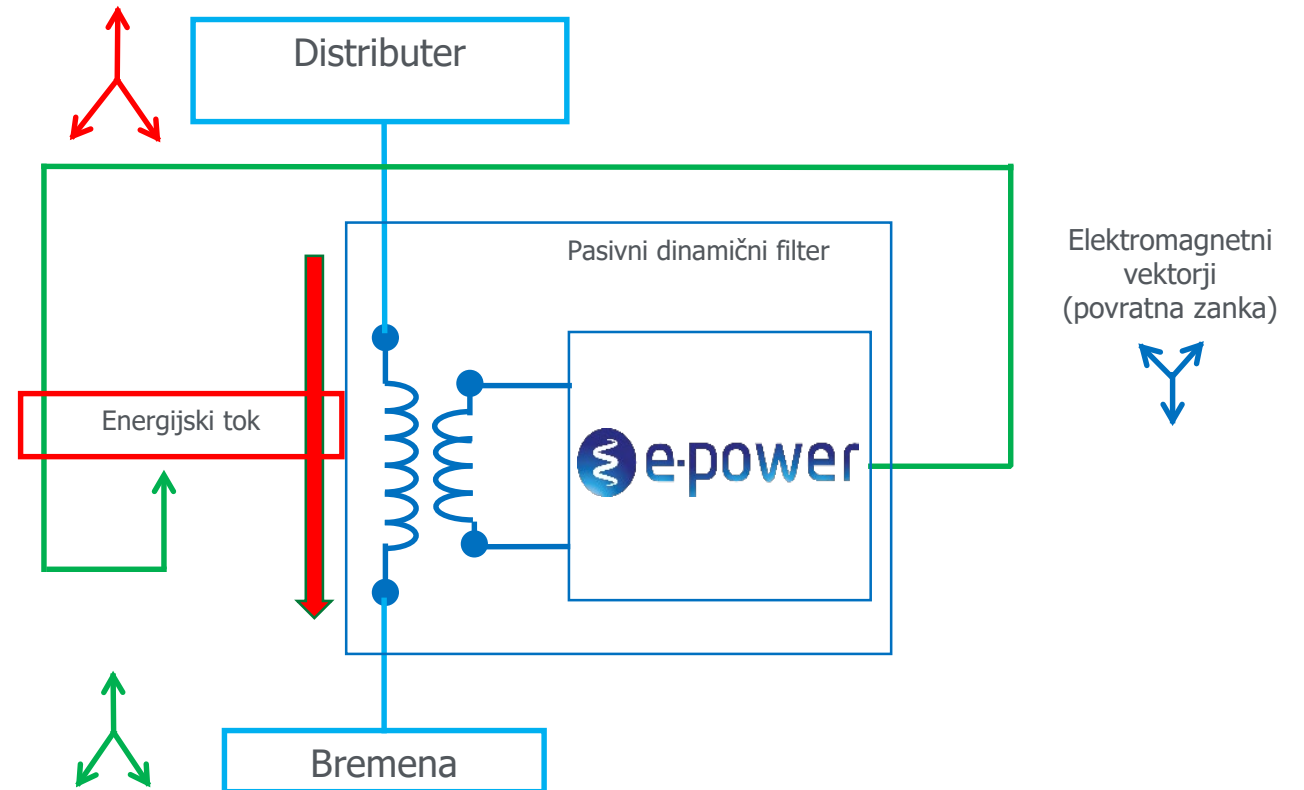 Distributer
Pasivni dinamični filter
Elektromagnetni
vektorji
(povratna zanka)
Energijski tok
e-power
Bremena